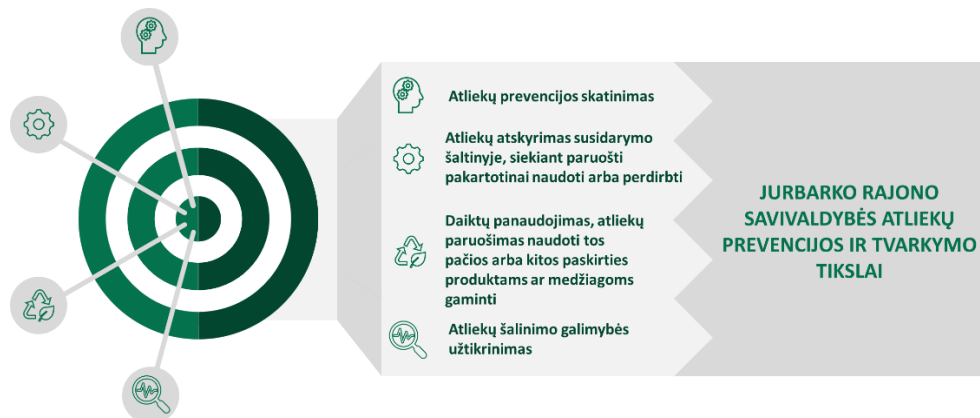 Atliekų prevencijos skatinimas
Atliekų atskyrimas susidarymo
šaltinyje, siekiant paruošti
pakartotinai naudoti arba perdirbti
Daiktų panaudojimas, atliekų
paruošimas naudoti tos
pačios arba kitos paskirties
produktams ar medžiagoms
gaminti
Atliekų šalinimo galimybės
užtikrinimas
JURBARKO RAJONO
SAVIVALDYBĖS ATLIEKŲ
PREVENCIJOS IR TVARKYMO
TIKSLAI